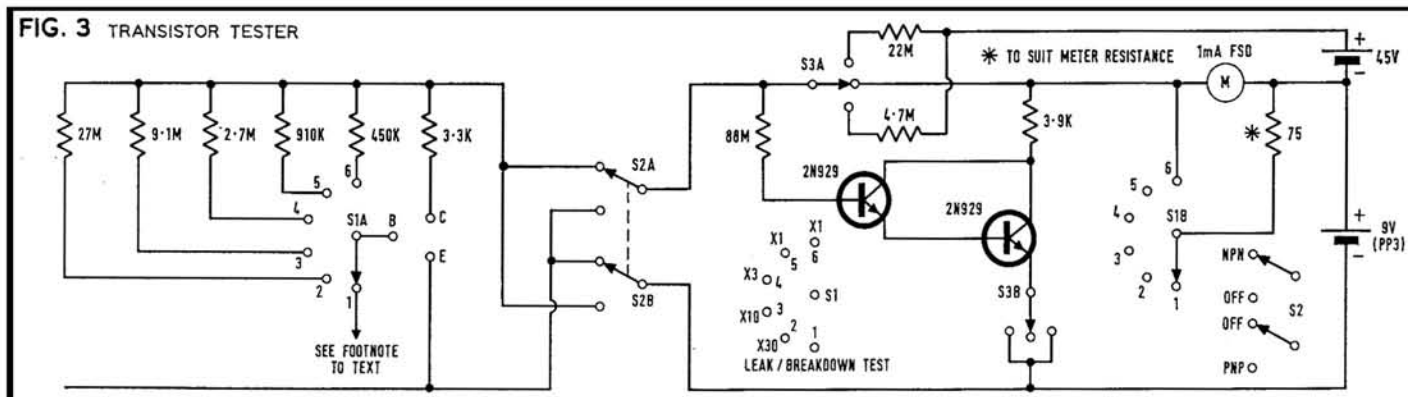 FIG. 3 TRANSISTOR TESTER
27M
9·1M
2·7M
910K
450K
3·3K
6
5
4
3
2
S1A
B
C
E
1
SEE FOOTNOTE
TO TEXT
S2A
S2B
S3A
22M
4·7M
88M
2N929
2N929
3·9K
X1
X1
6
5
X3
4
S1
X10
3
X30
2
1
LEAK / BREAKDOWN TEST
S3B
✱ TO SUIT METER RESISTANCE
1mA FSD
M
+
45V
−
✱
75
6
5
4
S1B
3
2
1
+
9V
(PP3)
−
NPN
OFF
S2
OFF
PNP